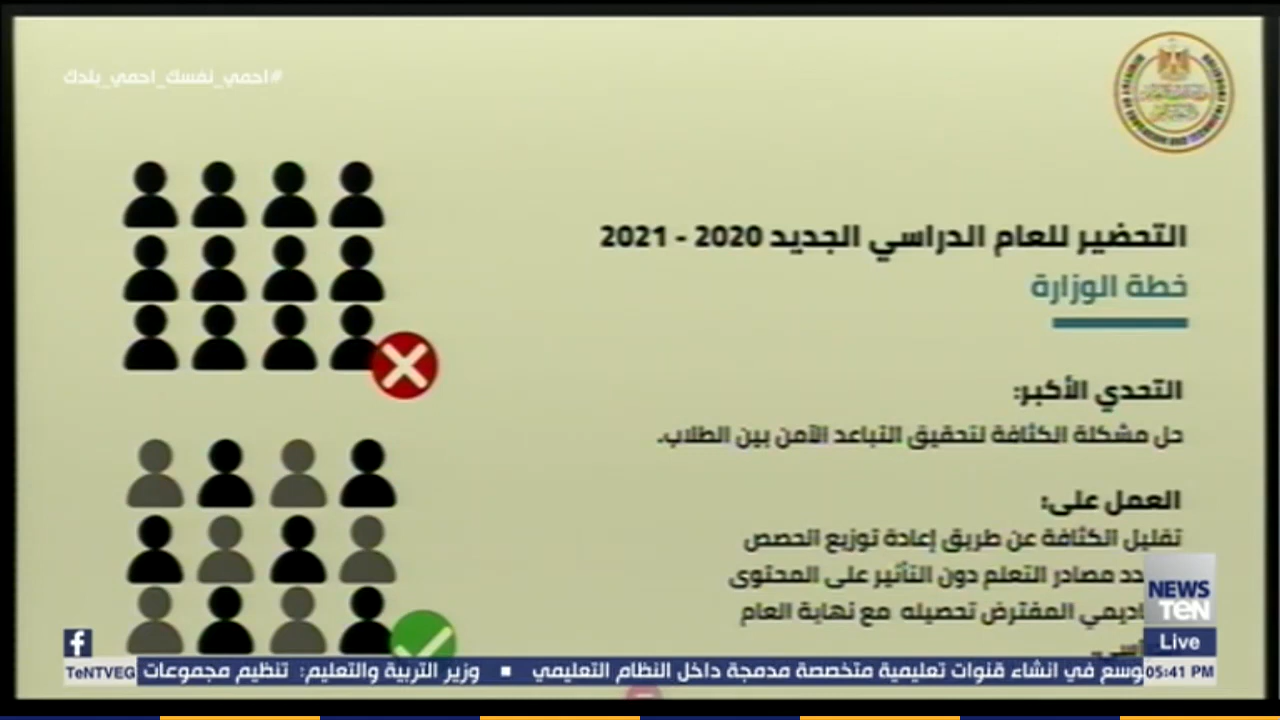 #احمي_نفسك_احمي_بلدك
التحضير للعام الدراسي الجديد 2020 - 2021
خطة الوزارة
التحدي الأكبر:
حل مشكلة الكثافة لتحقيق التباعد الآمن بين الطلاب.
العمل على:
تقليل الكثافة عن طريق إعادة توزيع الحصص
مصادر التعلم دون التأثير على المحتوى
المفترض تحصيله مع نهاية العام
NEWS
TeN
Live
05:41 PM
وسع في انشاء قنوات تعليمية متخصصة مدمجة داخل النظام التعليمي ■ وزير التربية والتعليم: تنظيم مجموعات
TeNTVEG